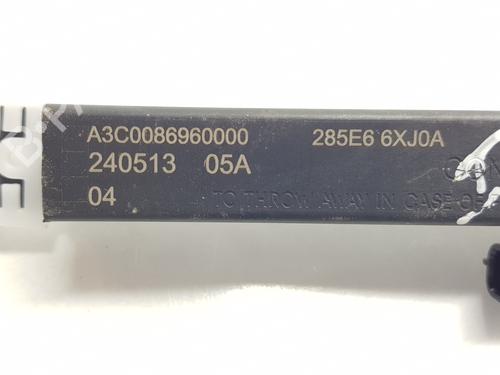 A3C0086960000 285E6 6XJ0A
240513 05A
04 TO THROW AWAY IN CASE OF